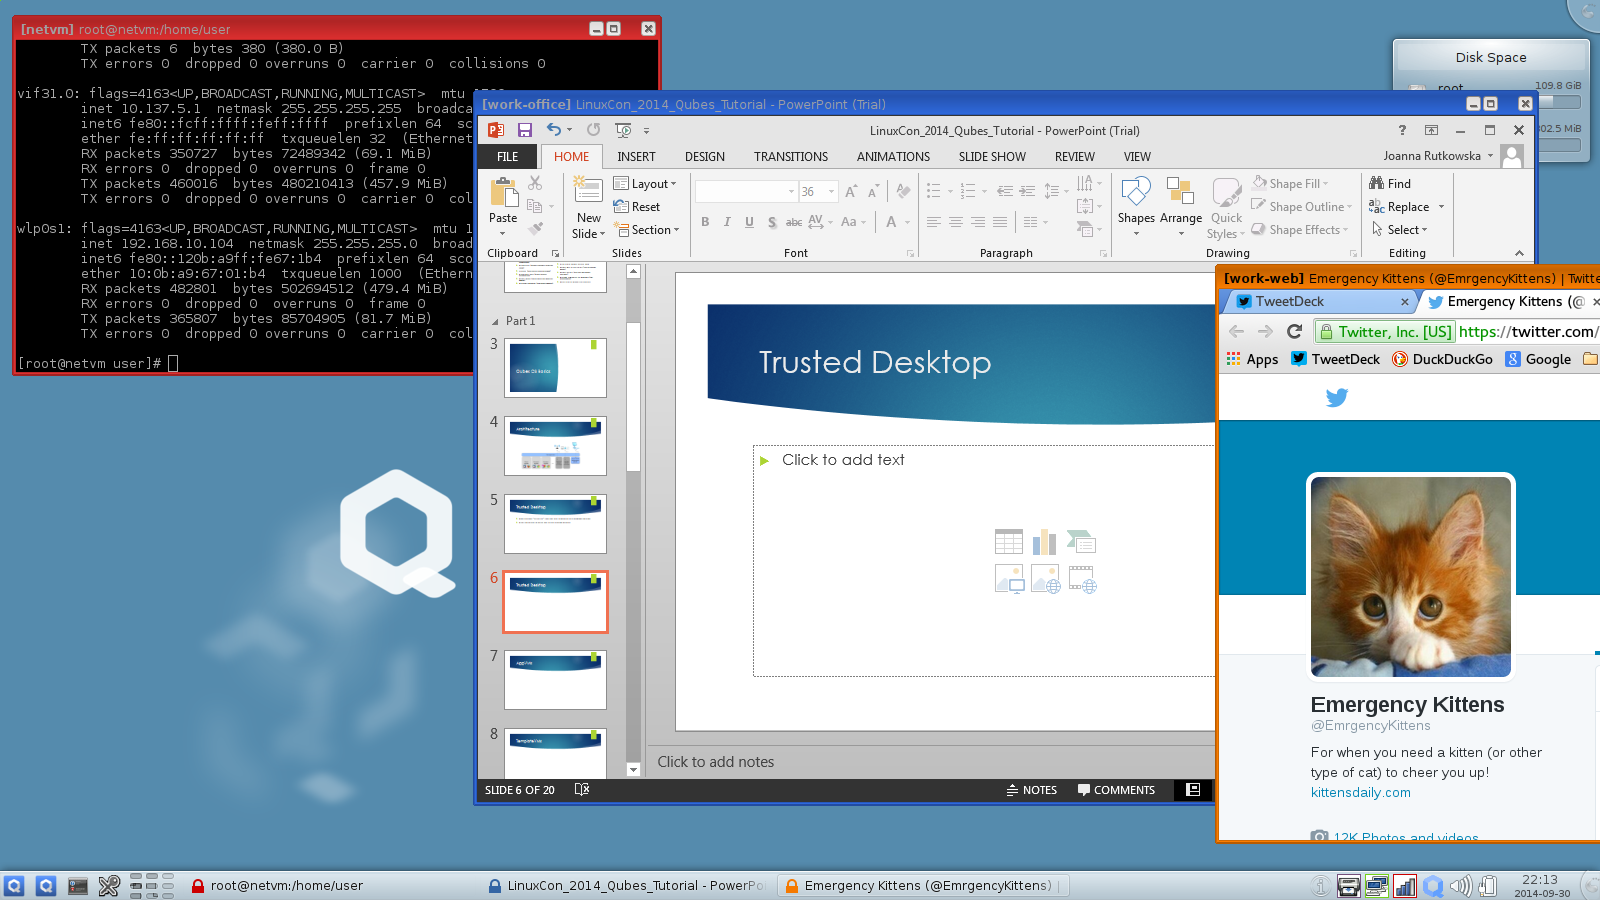 [netvm] root@netvm:/home/user
TX packets 6  bytes 380 (380.0 B)
TX errors 0  dropped 0 overruns 0  carrier 0  collisions 0
vif31.0: flags=4163<UP,BROADCAST,RUNNING,MULTICAST>  mtu
inet 10.137.5.1  netmask 255.255.255.255  broadca
inet6 fe80::fcff:ffff:feff:ffff  prefixlen 64  sco
ether fe:ff:ff:ff:ff:ff  txqueuelen 32  (Ethernet
RX packets 350727  bytes 72489342 (69.1 MiB)
RX errors 0  dropped 0  overruns 0  frame 0
TX packets 460016  bytes 480210413 (457.9 MiB)
TX errors 0  dropped 0 overruns 0  carrier 0  col
wlp0s1: flags=4163<UP,BROADCAST,RUNNING,MULTICAST>  mtu 1
inet 192.168.10.104  netmask 255.255.255.0  broad
inet6 fe80::120b:a9ff:fe67:1b4  prefixlen 64  sco
ether 10:0b:a9:67:01:b4  txqueuelen 1000  (Ethern
RX packets 482801  bytes 502694512 (479.4 MiB)
RX errors 0  dropped 0  overruns 0  frame 0
TX packets 365807  bytes 85704905 (81.7 MiB)
TX errors 0  dropped 0 overruns 0  carrier 0  col
[root@netvm user]#
Disk Space
root
109.8 GiB
302.5 MiB
[work-office] LinuxCon_2014_Qubes_Tutorial - PowerPoint (Trial)
LinuxCon_2014_Qubes_Tutorial - PowerPoint (Trial)
FILE HOME INSERT DESIGN TRANSITIONS ANIMATIONS SLIDE SHOW REVIEW VIEW Joanna Rutkowska
Paste
Clipboard
New Slide
Layout
Reset
Section
Slides
36
B I U S abc AV Aa A
Font
Paragraph
Shapes Arrange Quick Styles
Shape Fill
Shape Outline
Shape Effects
Drawing
Find
Replace
Select
Editing
Part 1
3
4
Architecture
5
Trusted Desktop
6
Trusted Desktop
7
AppVMs
8
TemplateVMs
Trusted Desktop
Click to add text
Click to add notes
SLIDE 6 OF 20
NOTES COMMENTS
[work-web] Emergency Kittens (@EmrgencyKittens) | Twitte
TweetDeck
Emergency Kittens (@
Twitter, Inc. [US] https://twitter.com/
Apps TweetDeck DuckDuckGo Google
Emergency Kittens
@EmrgencyKittens
For when you need a kitten (or other
type of cat) to cheer you up!
kittensdaily.com
12K Photos and videos
root@netvm:/home/user
LinuxCon_2014_Qubes_Tutorial - PowerPo
Emergency Kittens (@EmrgencyKittens) |
22:13
2014-09-30